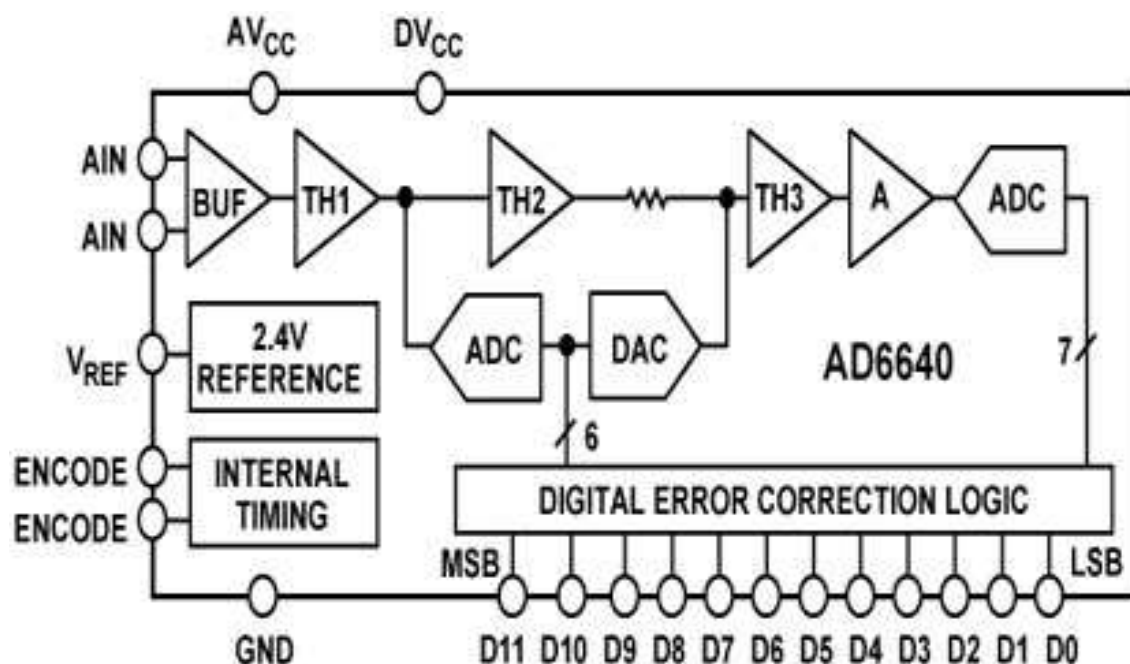 AVCC DVCC
AIN
AIN
BUF TH1 TH2 TH3 A ADC
ADC DAC
AD6640
7
6
VREF
2.4V
REFERENCE
ENCODE
ENCODE
INTERNAL
TIMING
DIGITAL ERROR CORRECTION LOGIC
MSB LSB
GND D11 D10 D9 D8 D7 D6 D5 D4 D3 D2 D1 D0